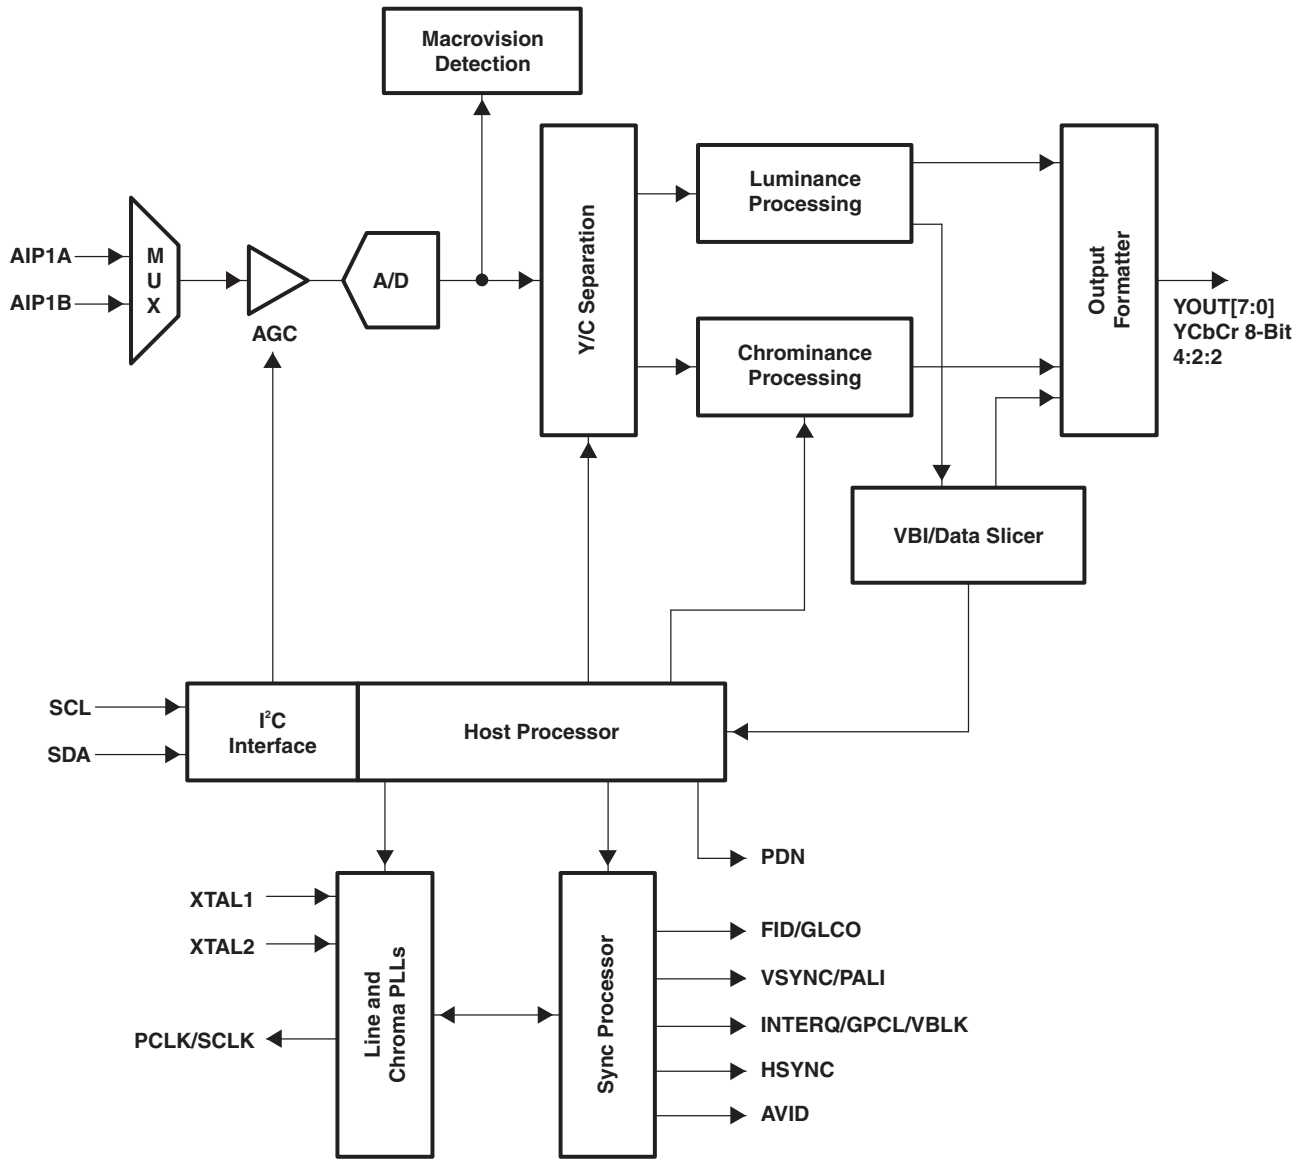 Macrovision
Detection
Luminance
Processing
AIP1A
AIP1B
M
U
X
AGC
A/D
Y/C Separation
Chrominance
Processing
Output
Formatter
YOUT[7:0]
YCbCr 8-Bit
4:2:2
VBI/Data Slicer
SCL
SDA
I²C
Interface
Host Processor
PDN
XTAL1
XTAL2
PCLK/SCLK
Line and
Chroma PLLs
Sync Processor
FID/GLCO
VSYNC/PALI
INTERQ/GPCL/VBLK
HSYNC
AVID